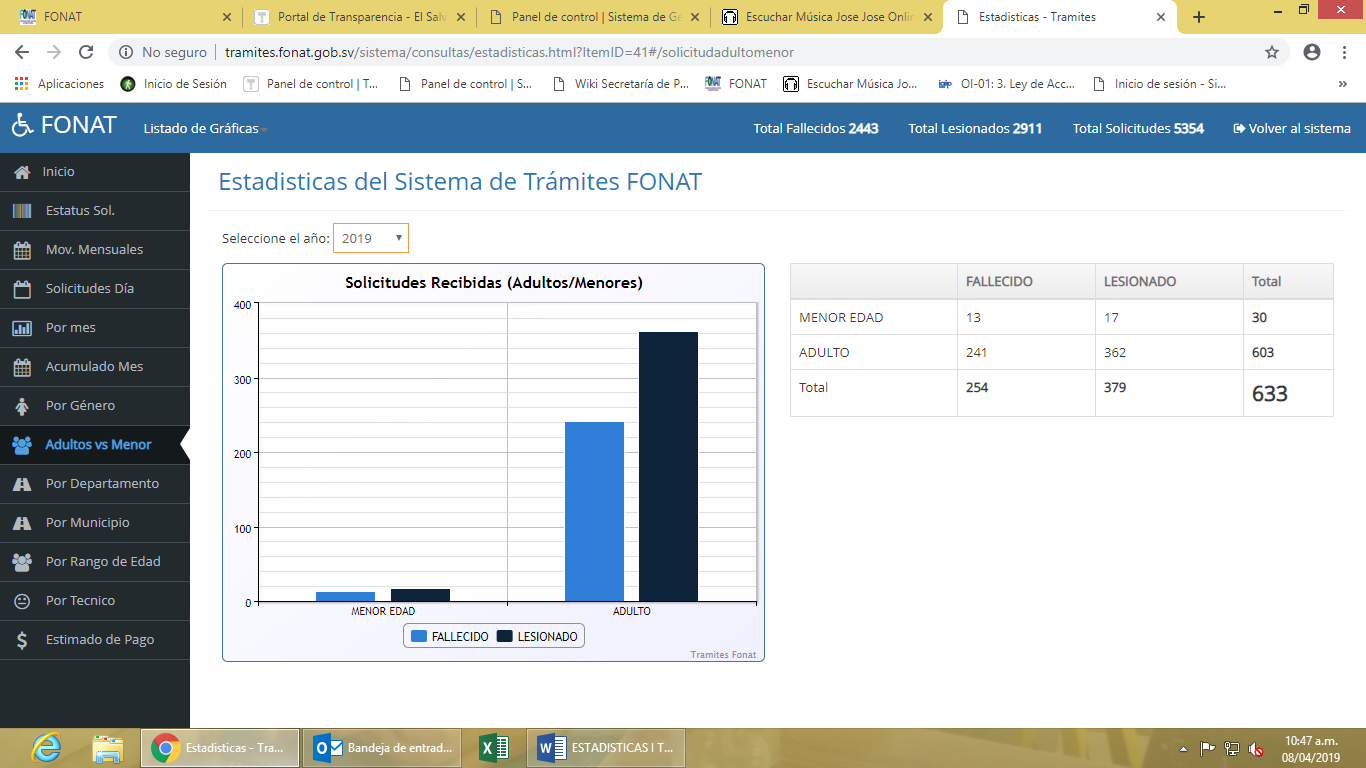 FONAT
Portal de Transparencia - El Salv
Panel de control | Sistema de Ge
Escuchar Música Jose Jose Onlin
Estadisticas - Tramites
No seguro | tramites.fonat.gob.sv/sistema/consultas/estadisticas.html?ItemID=41#/solicitudadultomenor
Aplicaciones
Inicio de Sesión
Panel de control | T...
Panel de control | S...
Wiki Secretaría de P...
FONAT
Escuchar Música Jo...
OI-01: 3. Ley de Acc...
Inicio de sesión - Si...
»
FONAT
Listado de Gráficas
Total Fallecidos 2443
Total Lesionados 2911
Total Solicitudes 5354
Volver al sistema
Inicio
Estatus Sol.
Mov. Mensuales
Solicitudes Día
Por mes
Acumulado Mes
Por Género
Adultos vs Menor
Por Departamento
Por Municipio
Por Rango de Edad
Por Tecnico
Estimado de Pago
Estadisticas del Sistema de Trámites FONAT
Seleccione el año: 2019
Solicitudes Recibidas (Adultos/Menores)
400
300
200
100
0
MENOR EDAD ADULTO
FALLECIDO LESIONADO
Tramites Fonat
FALLECIDO LESIONADO Total
MENOR EDAD 13 17 30
ADULTO 241 362 603
Total 254 379 633
Estadisticas - Tra...
Bandeja de entrad...
ESTADISTICAS I T...
10:47 a.m.
08/04/2019